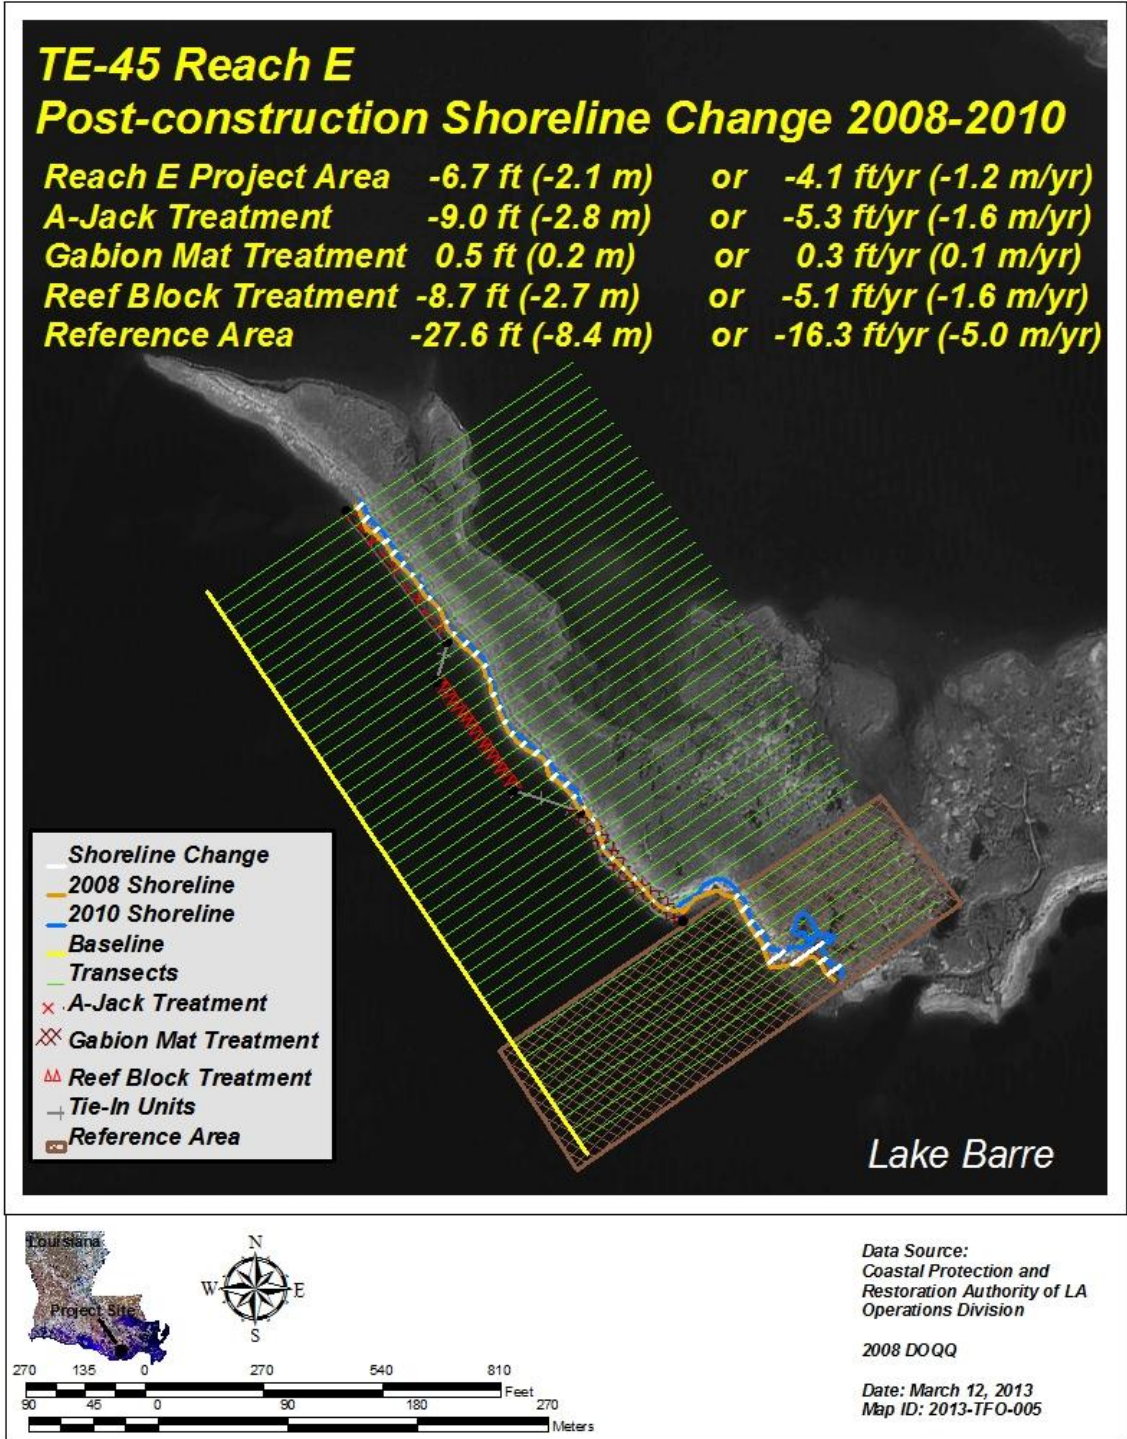 TE-45 Reach E
Post-construction Shoreline Change 2008-2010
Reach E Project Area -6.7 ft (-2.1 m) or -4.1 ft/yr (-1.2 m/yr)
A-Jack Treatment -9.0 ft (-2.8 m) or -5.3 ft/yr (-1.6 m/yr)
Gabion Mat Treatment 0.5 ft (0.2 m) or 0.3 ft/yr (0.1 m/yr)
Reef Block Treatment -8.7 ft (-2.7 m) or -5.1 ft/yr (-1.6 m/yr)
Reference Area -27.6 ft (-8.4 m) or -16.3 ft/yr (-5.0 m/yr)
Shoreline Change
2008 Shoreline
2010 Shoreline
Baseline
Transects
A-Jack Treatment
Gabion Mat Treatment
Reef Block Treatment
Tie-In Units
Reference Area
Lake Barre
Louisiana
Project Site
N
W E
S
270 135 0 270 540 810
Feet
90 45 0 90 180 270
Meters
Data Source:
Coastal Protection and
Restoration Authority of LA
Operations Division
2008 DOQQ
Date: March 12, 2013
Map ID: 2013-TFO-005